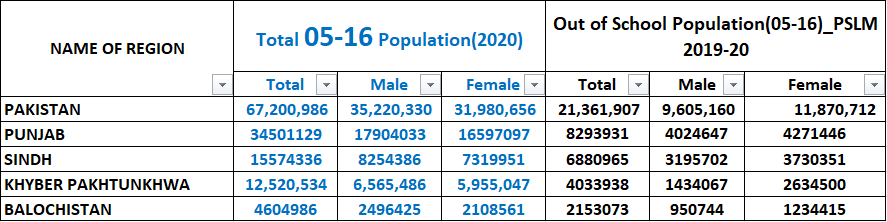 NAME OF REGION
Total 05-16 Population(2020)
Out of School Population(05-16)_PSLM
2019-20
Total Male Female Total Male Female
PAKISTAN 67,200,986 35,220,330 31,980,656 21,361,907 9,605,160 11,870,712
PUNJAB 34501129 17904033 16597097 8293931 4024647 4271446
SINDH 15574336 8254386 7319951 6880965 3195702 3730351
KHYBER PAKHTUNKHWA 12,520,534 6,565,486 5,955,047 4033938 1434067 2634500
BALOCHISTAN 4604986 2496425 2108561 2153073 950744 1234415